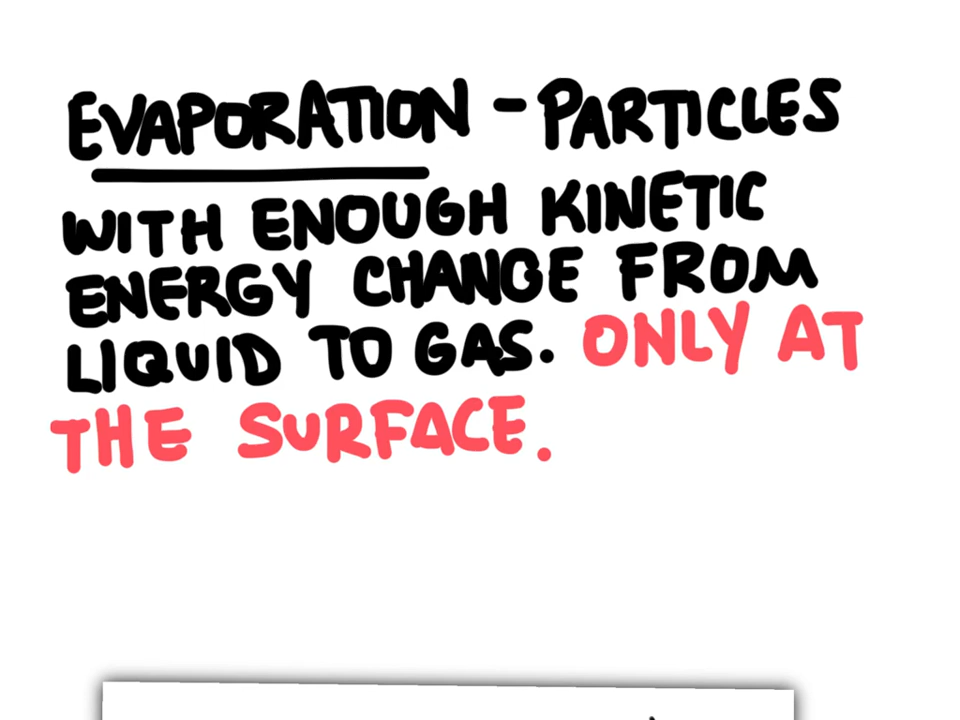 EVAPORATION - PARTICLES
WITH ENOUGH KINETIC
ENERGY CHANGE FROM
LIQUID TO GAS. ONLY AT
THE SURFACE.